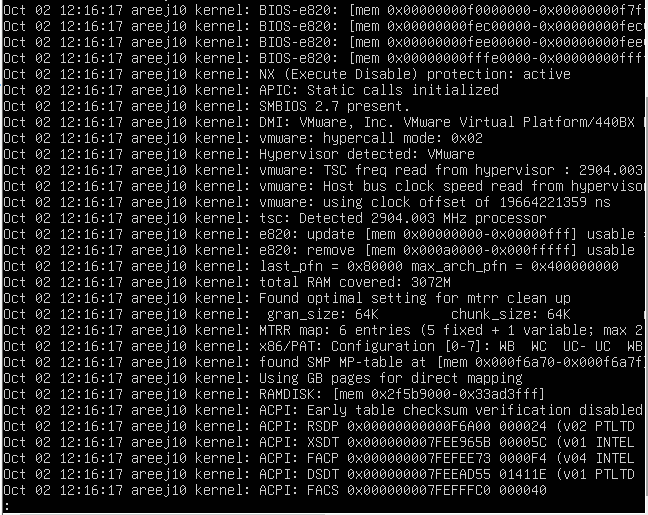 Oct 02 12:16:17 areej10 kernel: BIOS-e820: [mem 0x00000000f0000000-0x00000000f7ff
Oct 02 12:16:17 areej10 kernel: BIOS-e820: [mem 0x00000000fec00000-0x00000000fec0
Oct 02 12:16:17 areej10 kernel: BIOS-e820: [mem 0x00000000fee00000-0x00000000fee0
Oct 02 12:16:17 areej10 kernel: BIOS-e820: [mem 0x00000000fffe0000-0x00000000ffff
Oct 02 12:16:17 areej10 kernel: NX (Execute Disable) protection: active
Oct 02 12:16:17 areej10 kernel: APIC: Static calls initialized
Oct 02 12:16:17 areej10 kernel: SMBIOS 2.7 present.
Oct 02 12:16:17 areej10 kernel: DMI: VMware, Inc. VMware Virtual Platform/440BX
Oct 02 12:16:17 areej10 kernel: vmware: hypercall mode: 0x02
Oct 02 12:16:17 areej10 kernel: Hypervisor detected: VMware
Oct 02 12:16:17 areej10 kernel: vmware: TSC freq read from hypervisor : 2904.003
Oct 02 12:16:17 areej10 kernel: vmware: Host bus clock speed read from hypervisor
Oct 02 12:16:17 areej10 kernel: vmware: using clock offset of 19664221359 ns
Oct 02 12:16:17 areej10 kernel: tsc: Detected 2904.003 MHz processor
Oct 02 12:16:17 areej10 kernel: e820: update [mem 0x00000000-0x00000fff] usable =
Oct 02 12:16:17 areej10 kernel: e820: remove [mem 0x000a0000-0x000fffff] usable
Oct 02 12:16:17 areej10 kernel: last_pfn = 0x80000 max_arch_pfn = 0x400000000
Oct 02 12:16:17 areej10 kernel: total RAM covered: 3072M
Oct 02 12:16:17 areej10 kernel: Found optimal setting for mtrr clean up
Oct 02 12:16:17 areej10 kernel:  gran_size: 64K         chunk_size: 64K
Oct 02 12:16:17 areej10 kernel: MTRR map: 6 entries (5 fixed + 1 variable; max 2
Oct 02 12:16:17 areej10 kernel: x86/PAT: Configuration [0-7]: WB  WC  UC- UC  WB
Oct 02 12:16:17 areej10 kernel: found SMP MP-table at [mem 0x000f6a70-0x000f6a7f]
Oct 02 12:16:17 areej10 kernel: Using GB pages for direct mapping
Oct 02 12:16:17 areej10 kernel: RAMDISK: [mem 0x2f5b9000-0x33ad3fff]
Oct 02 12:16:17 areej10 kernel: ACPI: Early table checksum verification disabled
Oct 02 12:16:17 areej10 kernel: ACPI: RSDP 0x00000000000F6A00 000024 (v02 PTLTD
Oct 02 12:16:17 areej10 kernel: ACPI: XSDT 0x000000007FEE965B 00005C (v01 INTEL
Oct 02 12:16:17 areej10 kernel: ACPI: FACP 0x000000007FEFEE73 0000F4 (v04 INTEL
Oct 02 12:16:17 areej10 kernel: ACPI: DSDT 0x000000007FEEAD55 01411E (v01 PTLTD
Oct 02 12:16:17 areej10 kernel: ACPI: FACS 0x000000007FEFFFC0 000040
: